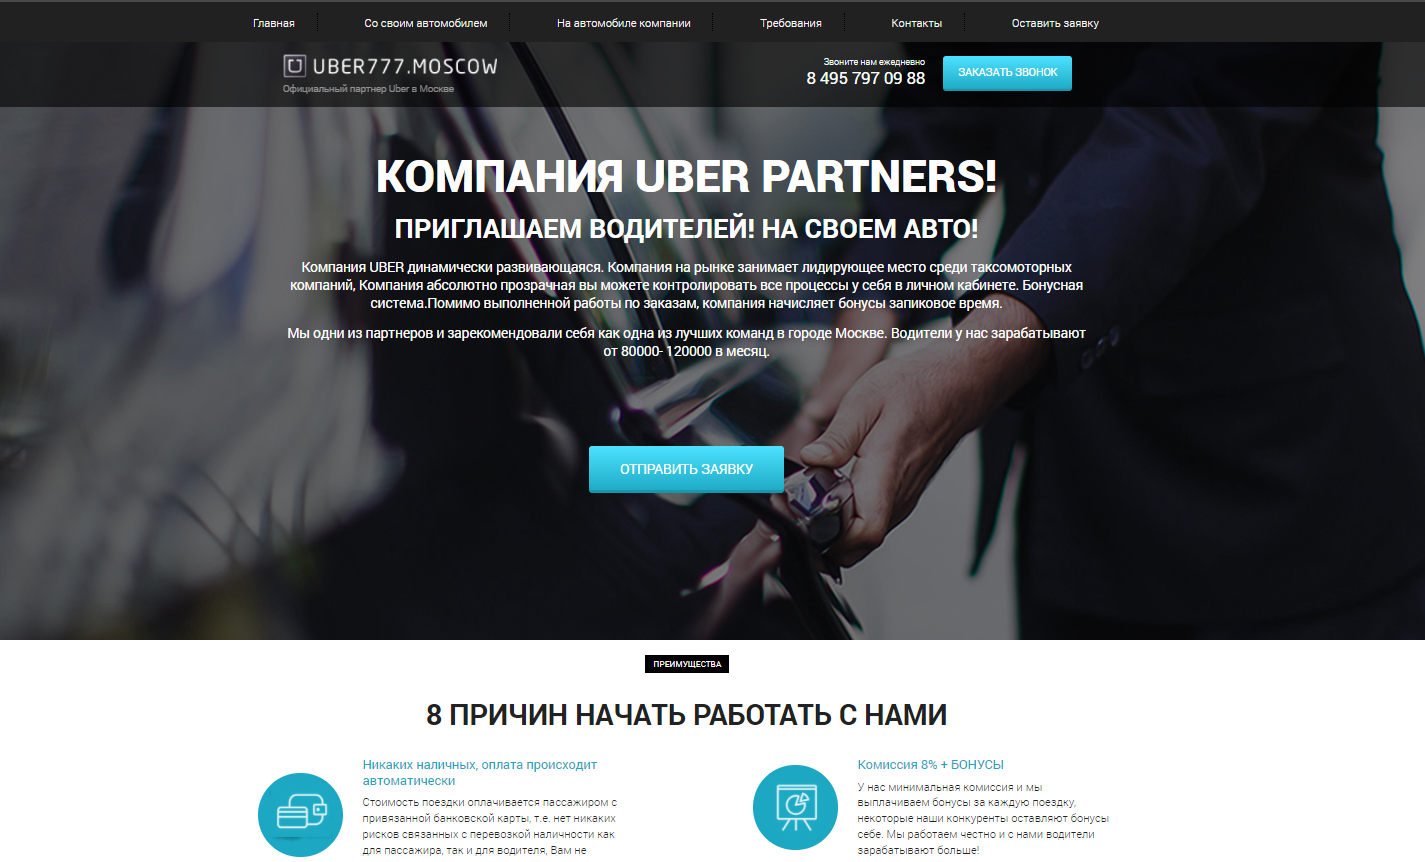 Главная
Со своим автомобилем
На автомобиле компании
Требования
Контакты
Оставить заявку
UBER777.MOSCOW
Официальный партнер Uber в Москве
Звоните нам ежедневно
8 495 797 09 88
ЗАКАЗАТЬ ЗВОНОК
КОМПАНИЯ UBER PARTNERS!
ПРИГЛАШАЕМ ВОДИТЕЛЕЙ! НА СВОЕМ АВТО!
Компания UBER динамически развивающаяся. Компания на рынке занимает лидирующее место среди таксомоторных
компаний, Компания абсолютно прозрачная вы можете контролировать все процессы у себя в личном кабинете. Бонусная
система.Помимо выполненной работы по заказам, компания начисляет бонусы запиковое время.
Мы одни из партнеров и зарекомендовали себя как одна из лучших команд в городе Москве. Водители у нас зарабатывают
от 80000- 120000 в месяц.
ОТПРАВИТЬ ЗАЯВКУ
ПРЕИМУЩЕСТВА
8 ПРИЧИН НАЧАТЬ РАБОТАТЬ С НАМИ
Никаких наличных, оплата происходит
автоматически
Стоимость поездки оплачивается пассажиром с
привязанной банковской карты, т.е. нет никаких
рисков связанных с перевозкой наличности как
для пассажира, так и для водителя, Вам не
Комиссия 8% + БОНУСЫ
У нас минимальная комиссия и мы
выплачиваем бонусы за каждую поездку,
некоторые наши конкуренты оставляют бонусы
себе. Мы работаем честно и с нами водители
зарабатывают больше!